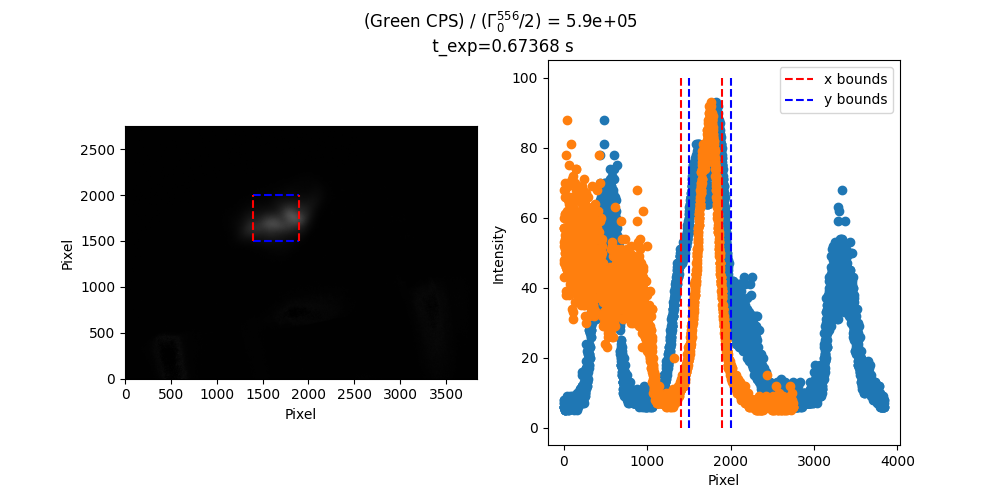 (Green CPS) / (Γ₀⁵⁵⁶/2) = 5.9e+05
t_exp=0.67368 s
2500
2000
1500
1000
500
0
Pixel
0 500 1000 1500 2000 2500 3000 3500
Pixel
100
80
60
40
20
0
Intensity
x bounds
y bounds
0 1000 2000 3000 4000
Pixel